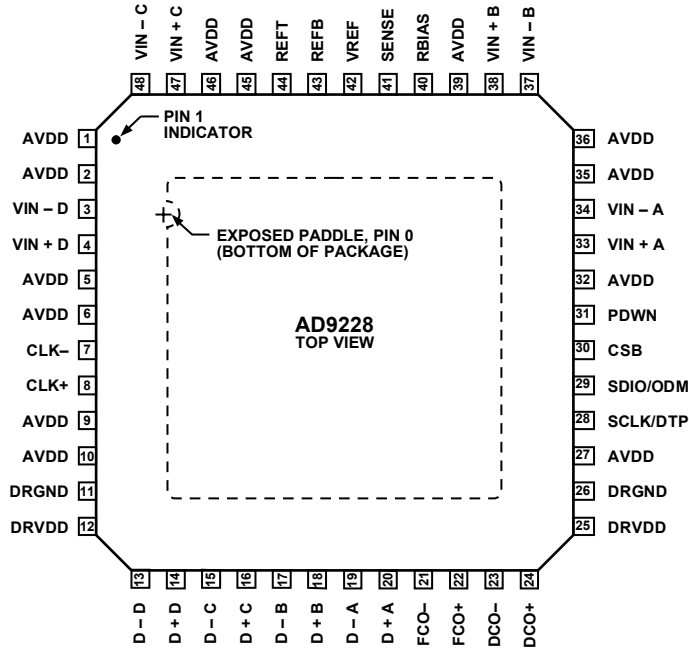 VIN – C
VIN + C
AVDD
AVDD
REFT
REFB
VREF
SENSE
RBIAS
AVDD
VIN + B
VIN – B
48
47
46
45
44
43
42
41
40
39
38
37
PIN 1
INDICATOR
AVDD 1
AVDD 2
VIN – D 3
VIN + D 4
AVDD 5
AVDD 6
CLK– 7
CLK+ 8
AVDD 9
AVDD 10
DRGND 11
DRVDD 12
EXPOSED PADDLE, PIN 0
(BOTTOM OF PACKAGE)
AD9228
TOP VIEW
36 AVDD
35 AVDD
34 VIN – A
33 VIN + A
32 AVDD
31 PDWN
30 CSB
29 SDIO/ODM
28 SCLK/DTP
27 AVDD
26 DRGND
25 DRVDD
13
14
15
16
17
18
19
20
21
22
23
24
D – D
D + D
D – C
D + C
D – B
D + B
D – A
D + A
FCO–
FCO+
DCO–
DCO+